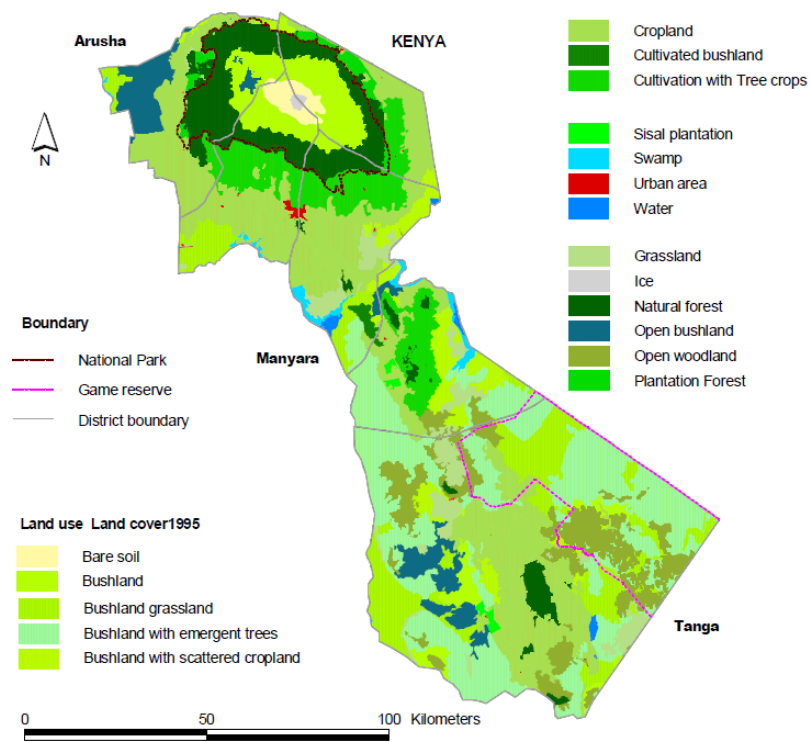 Arusha
KENYA
N
Cropland
Cultivated bushland
Cultivation with Tree crops
Sisal plantation
Swamp
Urban area
Water
Grassland
Ice
Natural forest
Open bushland
Open woodland
Plantation Forest
Boundary
National Park
Game reserve
District boundary
Manyara
Tanga
Land use Land cover1995
Bare soil
Bushland
Bushland grassland
Bushland with emergent trees
Bushland with scattered cropland
0 50 100 Kilometers